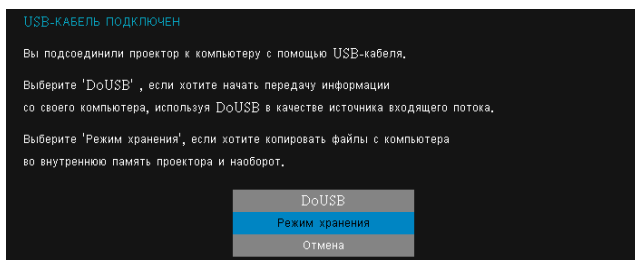 USB-КАБЕЛЬ ПОДКЛЮЧЕН
Вы подсоединили проектор к компьютеру с помощью USB-кабеля.
Выберите 'DoUSB' , если хотите начать передачу информации
со своего компьютера, используя DoUSB в качестве источника входящего потока.
Выберите 'Режим хранения', если хотите копировать файлы с компьютера
во внутреннюю память проектора и наоборот.
DoUSB
Режим хранения
Отмена